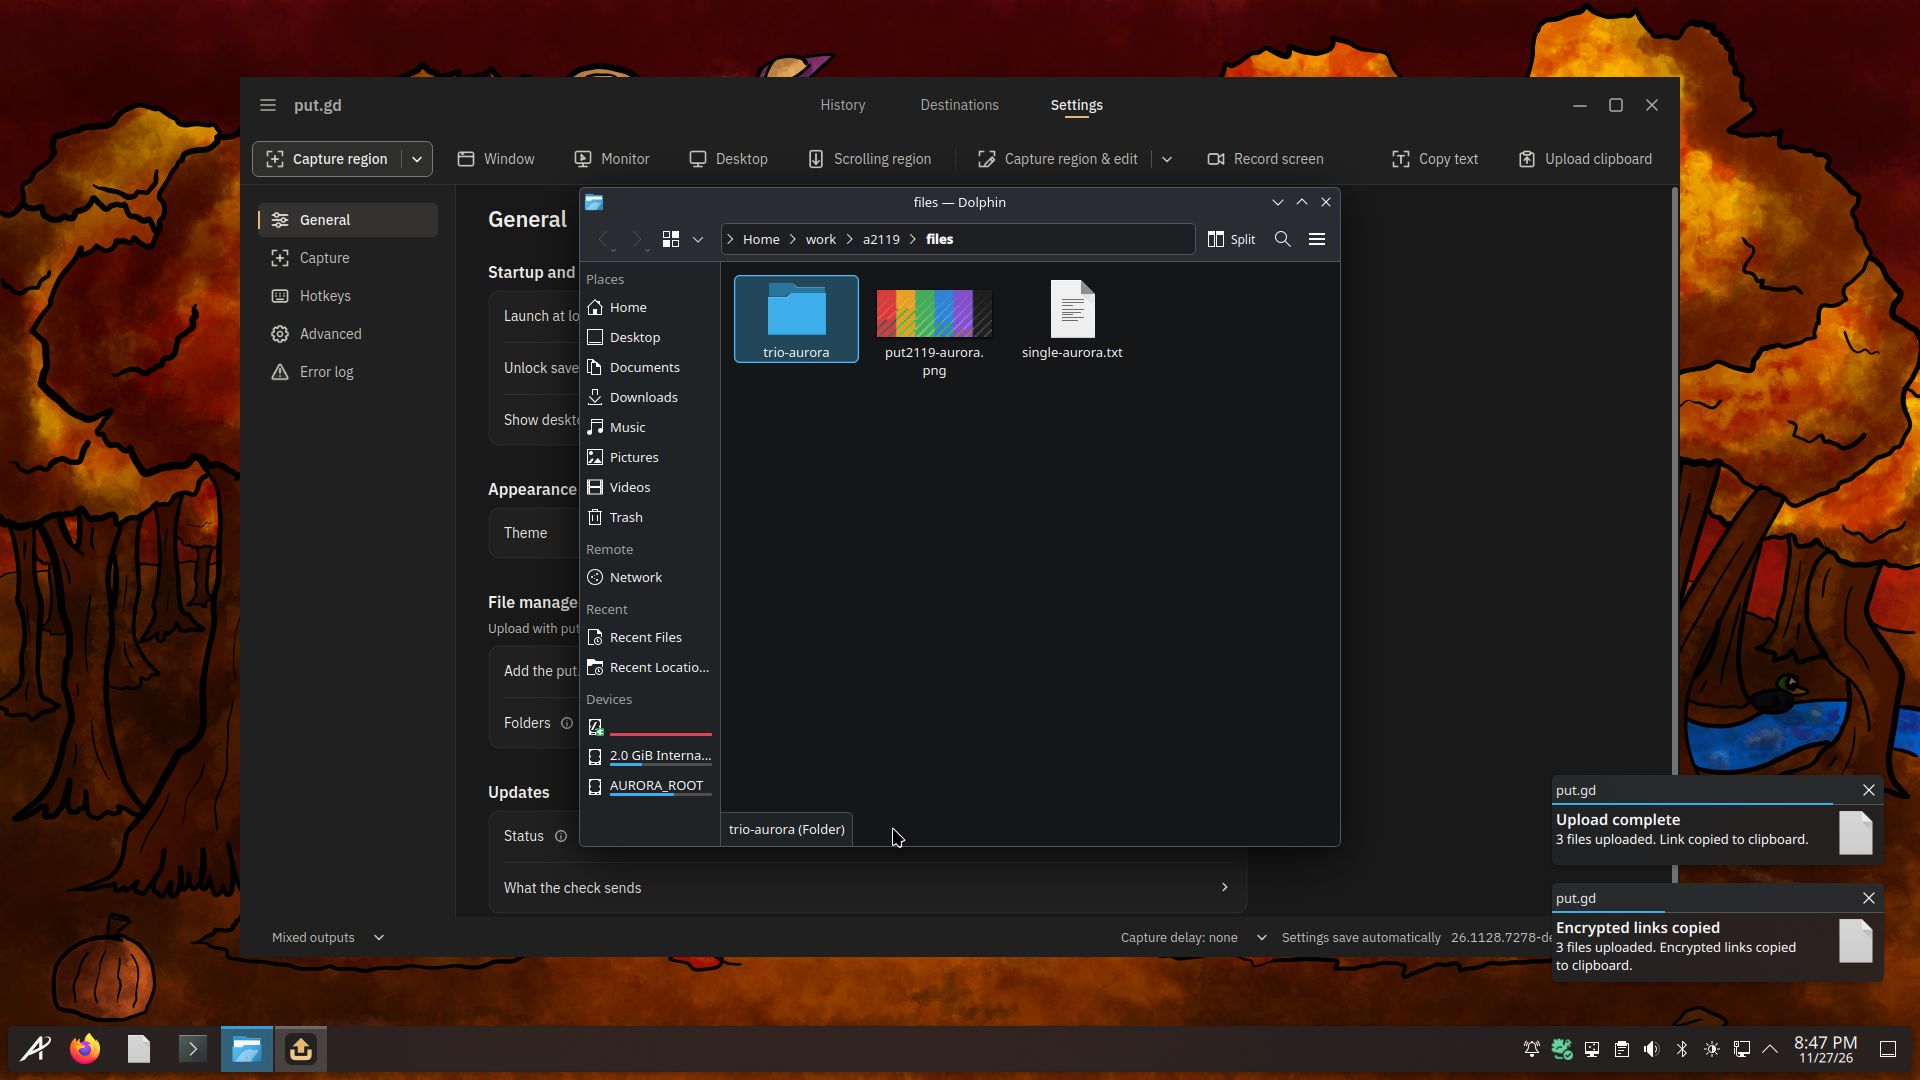 put.gd
History
Destinations
Settings
Capture region
Window
Monitor
Desktop
Scrolling region
Capture region & edit
Record screen
Copy text
Upload clipboard
General
Capture
Hotkeys
Advanced
Error log
General
Startup and
Launch at lo
Unlock save
Show deskt
Appearance
Theme
File manage
Upload with put
Add the put.
Folders
Updates
Status
What the check sends
Mixed outputs
Capture delay: none
Settings save automatically
26.1128.7278-de
files — Dolphin
Home
work
a2119
files
Split
Places
Home
Desktop
Documents
Downloads
Music
Pictures
Videos
Trash
Remote
Network
Recent
Recent Files
Recent Locatio...
Devices
2.0 GiB Interna...
AURORA_ROOT
trio-aurora
put2119-aurora.
png
single-aurora.txt
trio-aurora (Folder)
put.gd
Upload complete
3 files uploaded. Link copied to clipboard.
put.gd
Encrypted links copied
3 files uploaded. Encrypted links copied
to clipboard.
8:47 PM
11/27/26